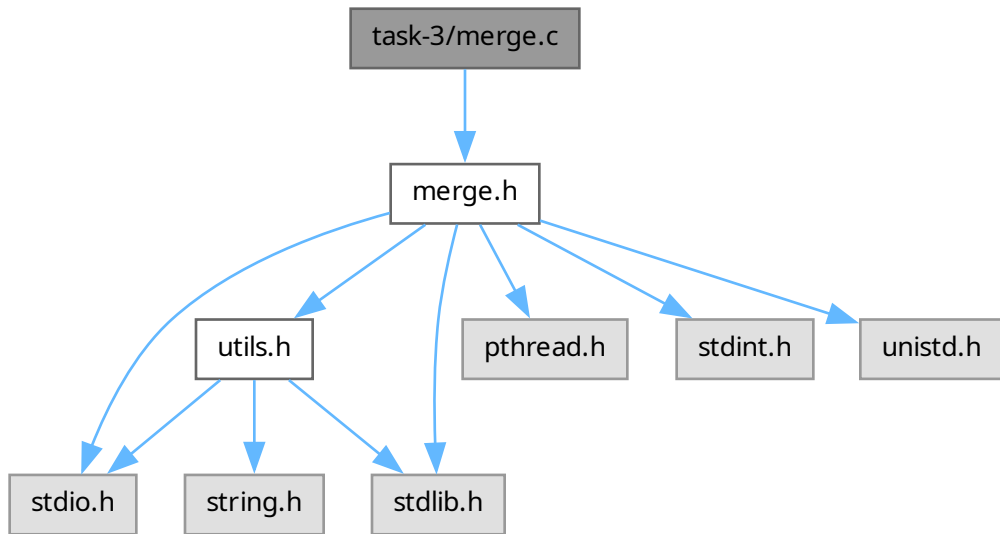 task-3/merge.c
merge.h
utils.h
pthread.h
stdint.h
unistd.h
stdio.h
string.h
stdlib.h